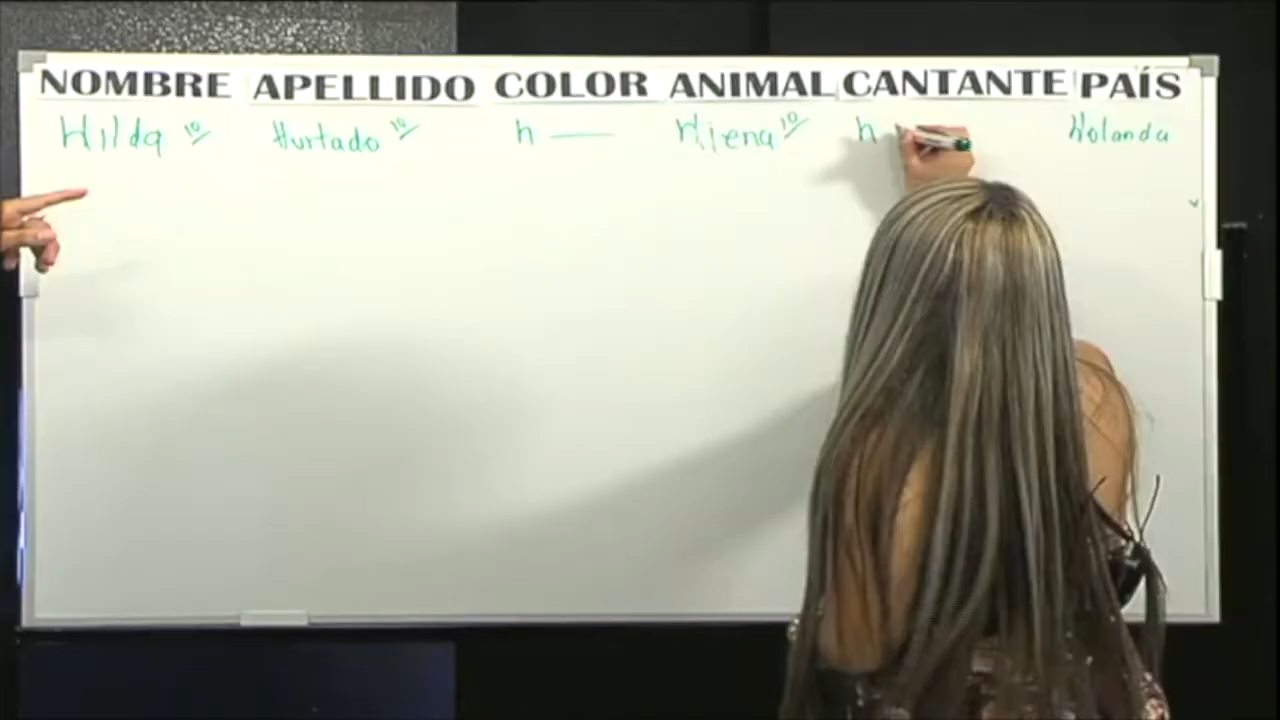 NOMBRE APELLIDO COLOR ANIMAL CANTANTE PAÍS
Hilda 10 Hurtado 10 h — Hiena 10 h Holanda